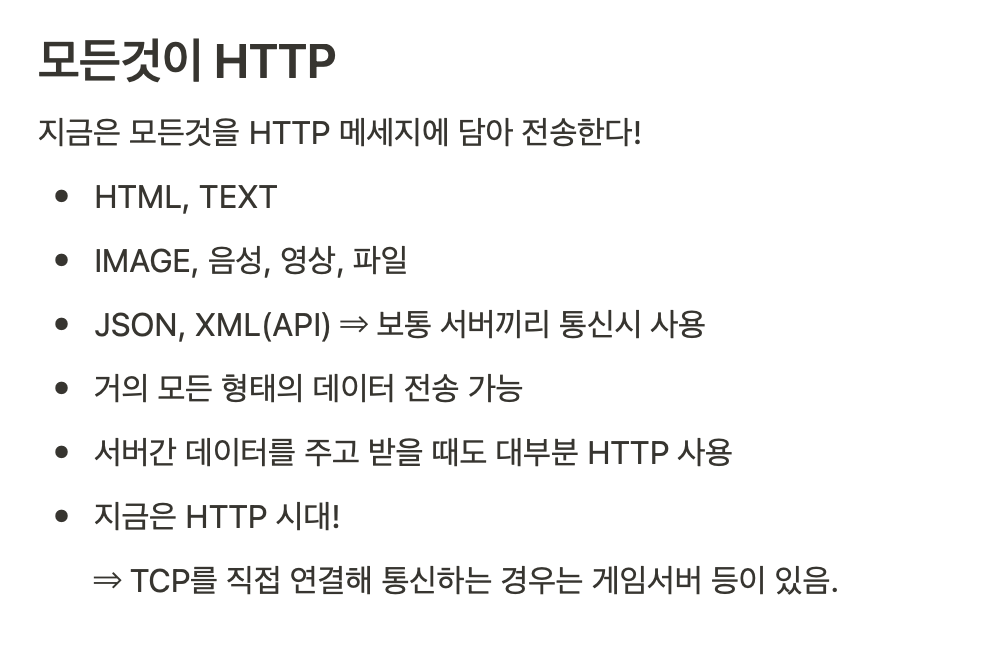 모든것이 HTTP
지금은 모든것을 HTTP 메세지에 담아 전송한다!
• HTML, TEXT
• IMAGE, 음성, 영상, 파일
• JSON, XML(API) ⇒ 보통 서버끼리 통신시 사용
• 거의 모든 형태의 데이터 전송 가능
• 서버간 데이터를 주고 받을 때도 대부분 HTTP 사용
• 지금은 HTTP 시대!
⇒ TCP를 직접 연결해 통신하는 경우는 게임서버 등이 있음.